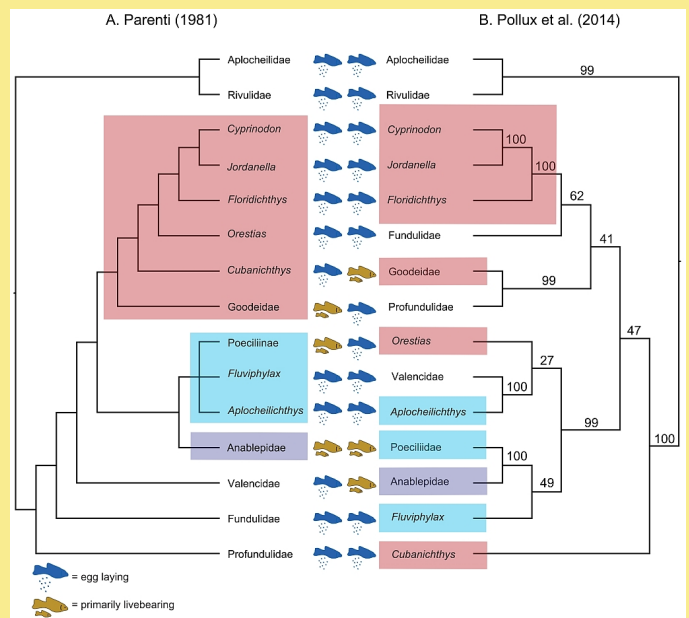 A. Parenti (1981)
B. Pollux et al. (2014)
Aplocheilidae
Rivulidae
Cyprinodon
Jordanella
Floridichthys
Orestias
Cubanichthys
Goodeidae
Poeciliinae
Fluviphylax
Aplocheilichthys
Anablepidae
Valencidae
Fundulidae
Profundulidae
= egg laying
= primarily livebearing
Aplocheilidae
Rivulidae
Cyprinodon
Jordanella
Floridichthys
Fundulidae
Goodeidae
Profundulidae
Orestias
Valencidae
Aplocheilichthys
Poeciliidae
Anablepidae
Fluviphylax
Cubanichthys
99
100
100
62
41
99
47
27
100
99
100
49
100